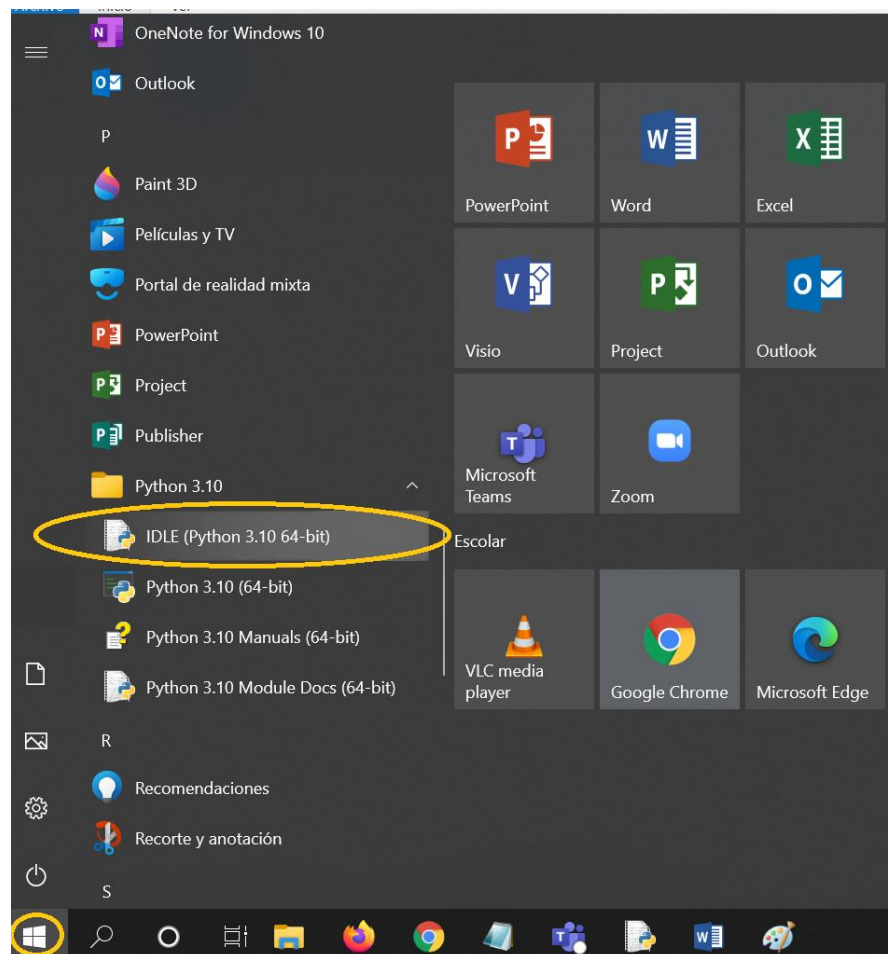 Archivo Inicio Ver
OneNote for Windows 10
Outlook
P
Paint 3D
Películas y TV
Portal de realidad mixta
PowerPoint
Project
Publisher
Python 3.10
IDLE (Python 3.10 64-bit)
Python 3.10 (64-bit)
Python 3.10 Manuals (64-bit)
Python 3.10 Module Docs (64-bit)
R
Recomendaciones
Recorte y anotación
S
PowerPoint
Word
Excel
Visio
Project
Outlook
Microsoft
Teams
Zoom
Escolar
VLC media
player
Google Chrome
Microsoft Edge